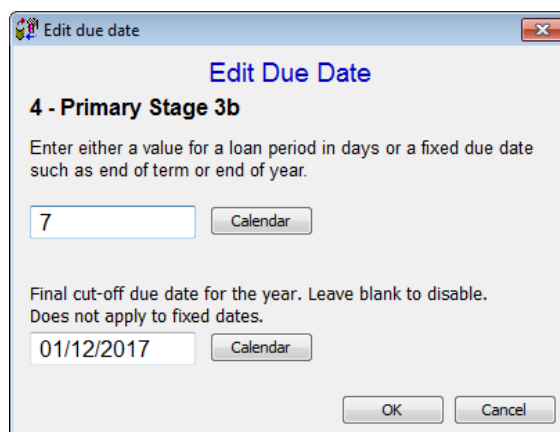 Edit due date
Edit Due Date
4 - Primary Stage 3b
Enter either a value for a loan period in days or a fixed due date
such as end of term or end of year.
7
Calendar
Final cut-off due date for the year. Leave blank to disable.
Does not apply to fixed dates.
01/12/2017
Calendar
OK
Cancel